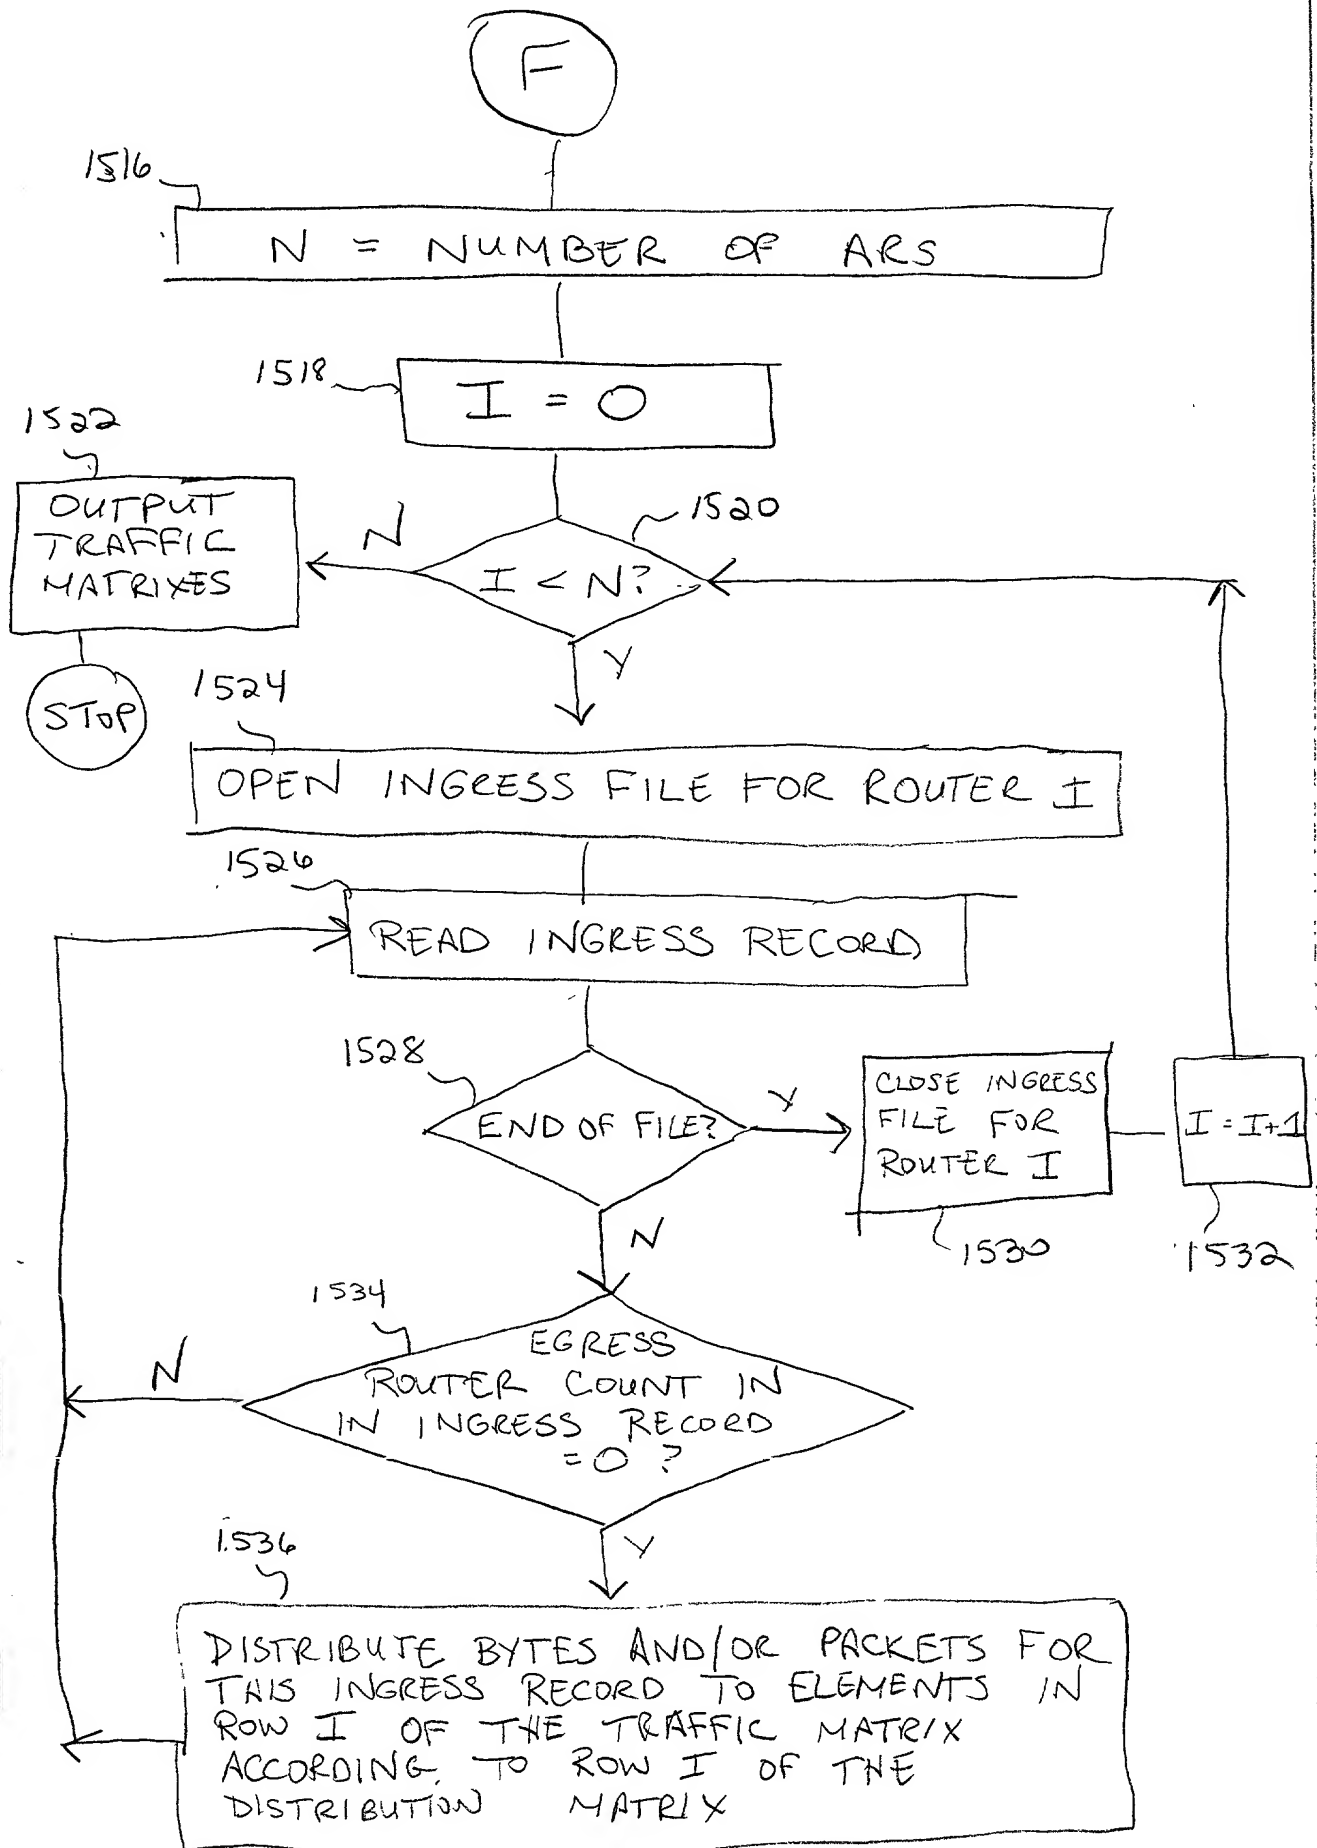 F
1516
N = NUMBER OF ARS
1518
I = 0
1522
OUTPUT
TRAFFIC
MATRIXES
STOP
N
1520
I < N?
Y
1524
OPEN INGRESS FILE FOR ROUTER I
1526
READ INGRESS RECORD
1528
END OF FILE?
Y
CLOSE INGRESS
FILE FOR
ROUTER I
1530
I = I+1
1532
N
1534
EGRESS
ROUTER COUNT IN
IN INGRESS RECORD
= 0 ?
N
Y
1536
DISTRIBUTE BYTES AND/OR PACKETS FOR
THIS INGRESS RECORD TO ELEMENTS IN
ROW I OF THE TRAFFIC MATRIX
ACCORDING TO ROW I OF THE
DISTRIBUTION MATRIX